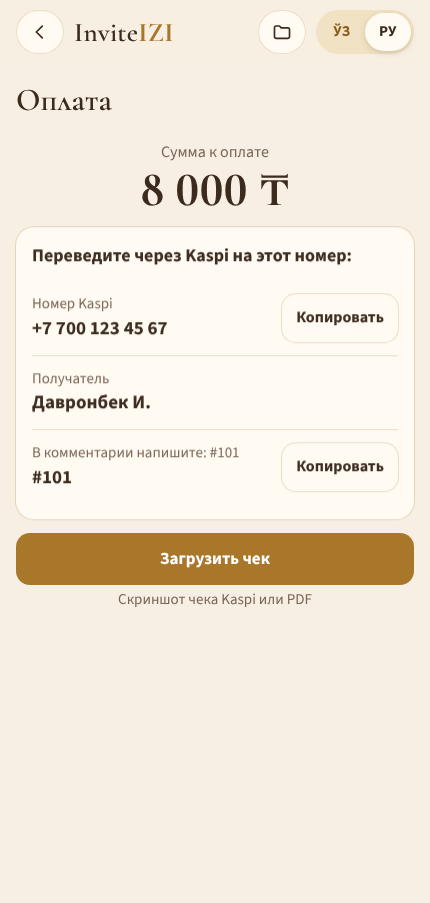 InviteIZI
ЎЗ РУ
Оплата
Сумма к оплате
8 000 ₸
Переведите через Kaspi на этот номер:
Номер Kaspi
+7 700 123 45 67
Копировать
Получатель
Давронбек И.
В комментарии напишите: #101
#101
Копировать
Загрузить чек
Скриншот чека Kaspi или PDF